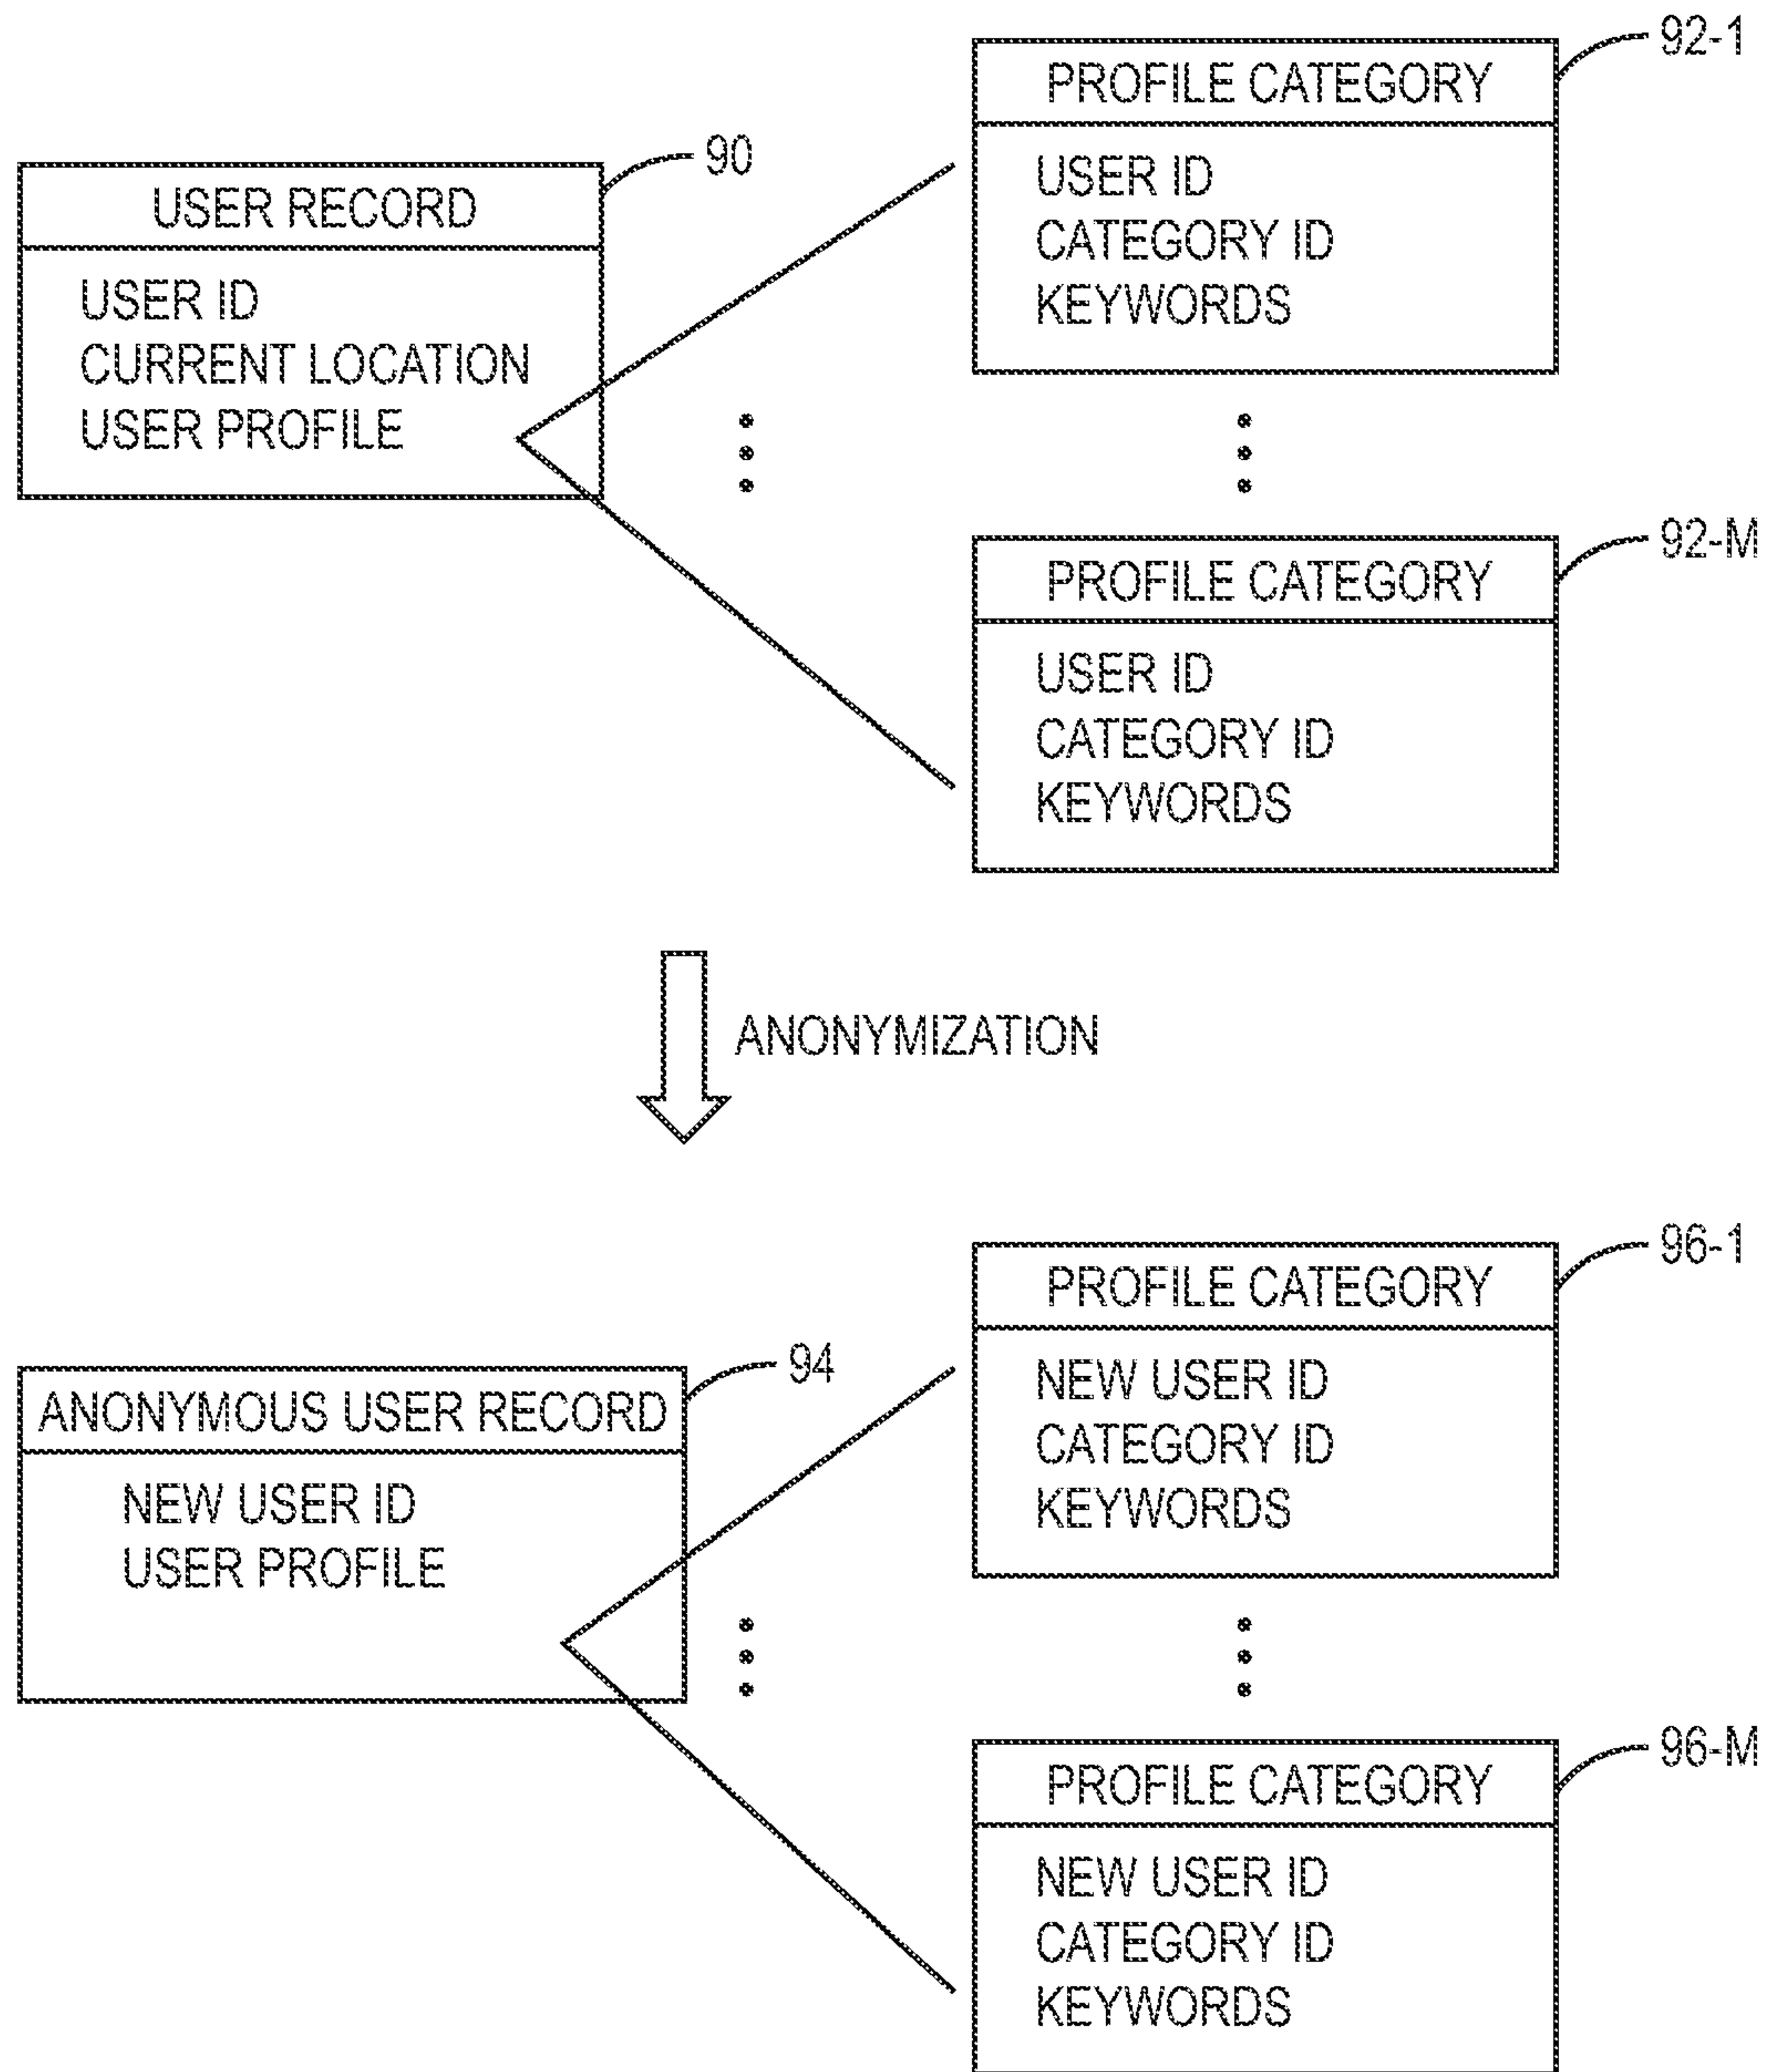 92-1
PROFILE CATEGORY
USER ID
CATEGORY ID
KEYWORDS
90
USER RECORD
USER ID
CURRENT LOCATION
USER PROFILE
92-M
PROFILE CATEGORY
USER ID
CATEGORY ID
KEYWORDS
ANONYMIZATION
96-1
PROFILE CATEGORY
NEW USER ID
CATEGORY ID
KEYWORDS
94
ANONYMOUS USER RECORD
NEW USER ID
USER PROFILE
96-M
PROFILE CATEGORY
NEW USER ID
CATEGORY ID
KEYWORDS